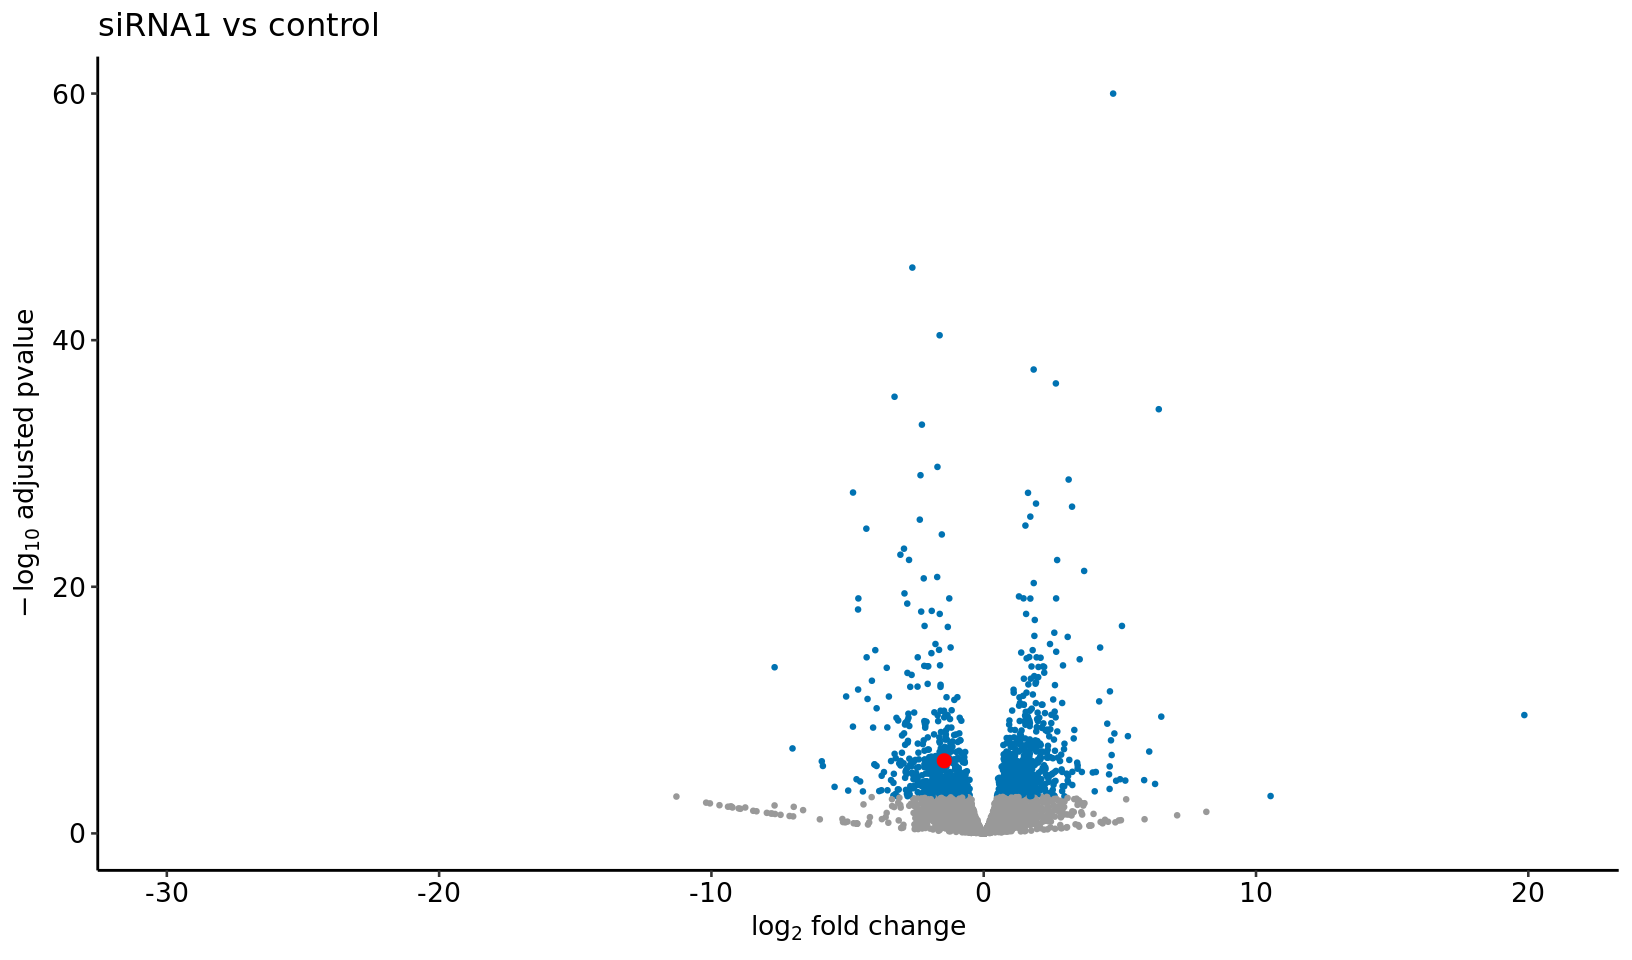 siRNA1 vs control
60
40
20
0
− log₁₀ adjusted pvalue
-30 -20 -10 0 10 20
log₂ fold change